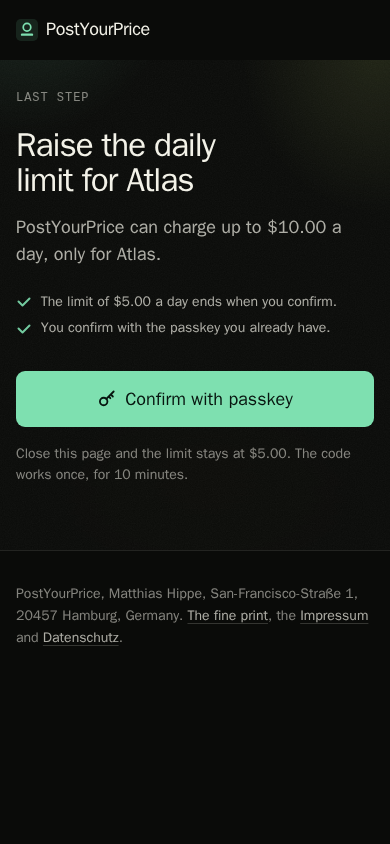 PostYourPrice
LAST STEP
Raise the daily
limit for Atlas
PostYourPrice can charge up to $10.00 a
day, only for Atlas.
The limit of $5.00 a day ends when you confirm.
You confirm with the passkey you already have.
Confirm with passkey
Close this page and the limit stays at $5.00. The code
works once, for 10 minutes.
PostYourPrice, Matthias Hippe, San-Francisco-Straße 1,
20457 Hamburg, Germany. The fine print, the Impressum
and Datenschutz.